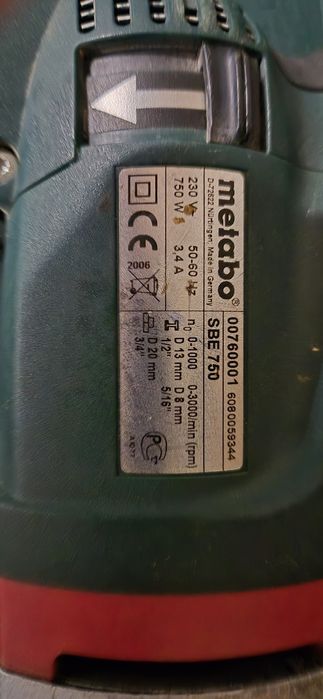 metabo®
D-72622 Nürtingen, Made in Germany
230 V 50-60 Hz
750 W 3,4 A
CE
2006
00760001 6080059344
SBE 750
n₀ 0-1000 0-3000/min (rpm)
D 13 mm D 8 mm
1/2" 5/16"
D 20 mm
3/4"